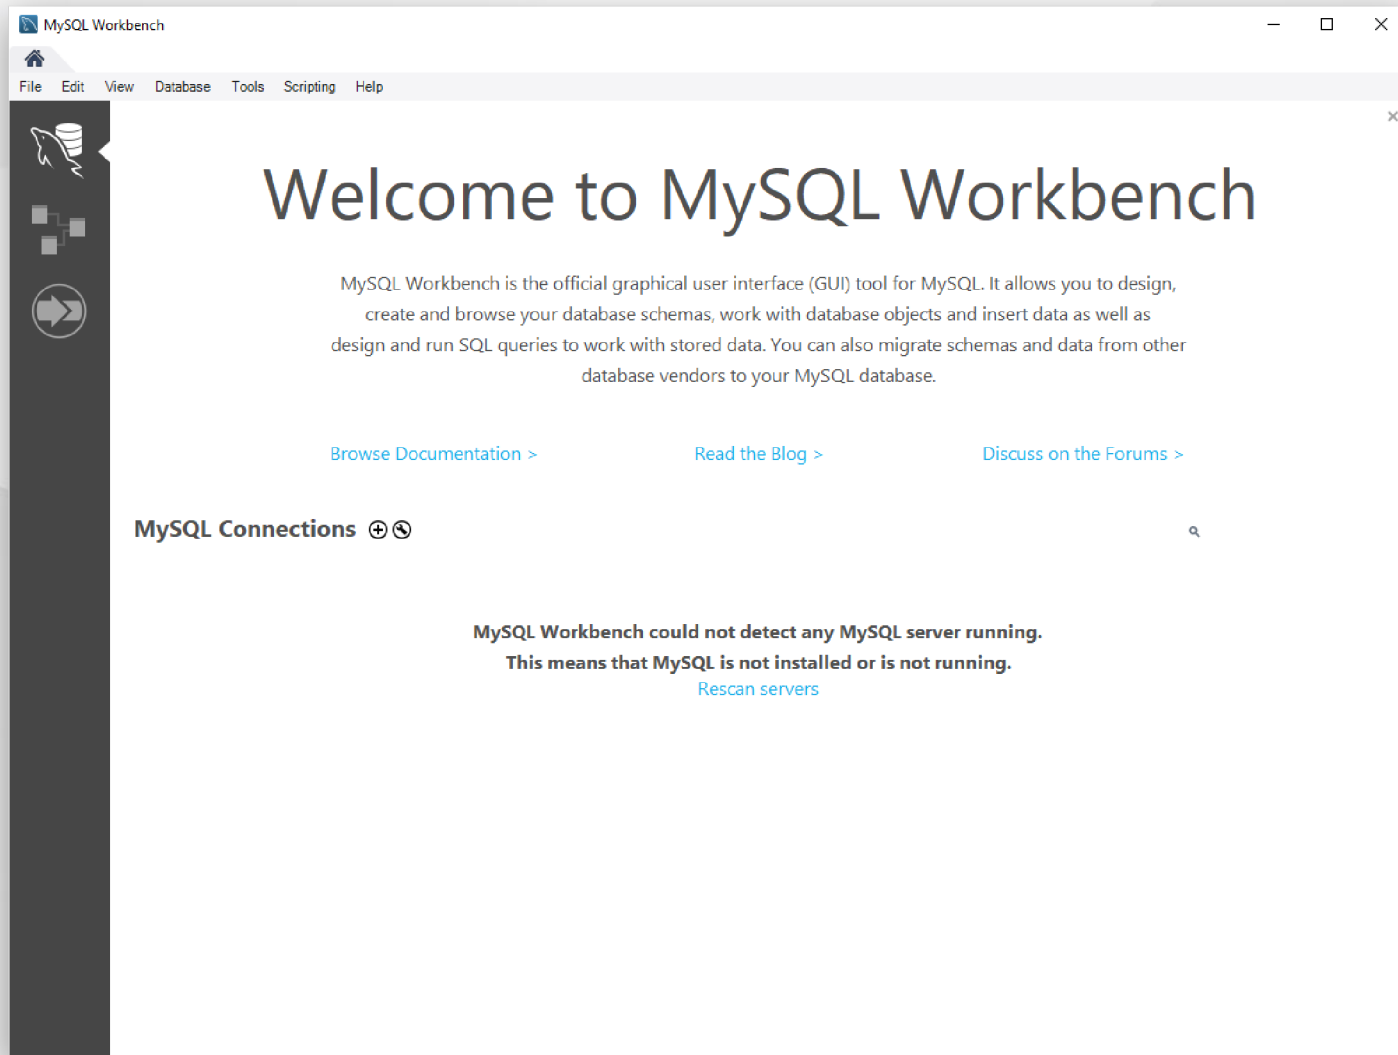 MySQL Workbench
File Edit View Database Tools Scripting Help
Welcome to MySQL Workbench
MySQL Workbench is the official graphical user interface (GUI) tool for MySQL. It allows you to design,
create and browse your database schemas, work with database objects and insert data as well as
design and run SQL queries to work with stored data. You can also migrate schemas and data from other
database vendors to your MySQL database.
Browse Documentation > Read the Blog > Discuss on the Forums >
MySQL Connections
MySQL Workbench could not detect any MySQL server running.
This means that MySQL is not installed or is not running.
Rescan servers